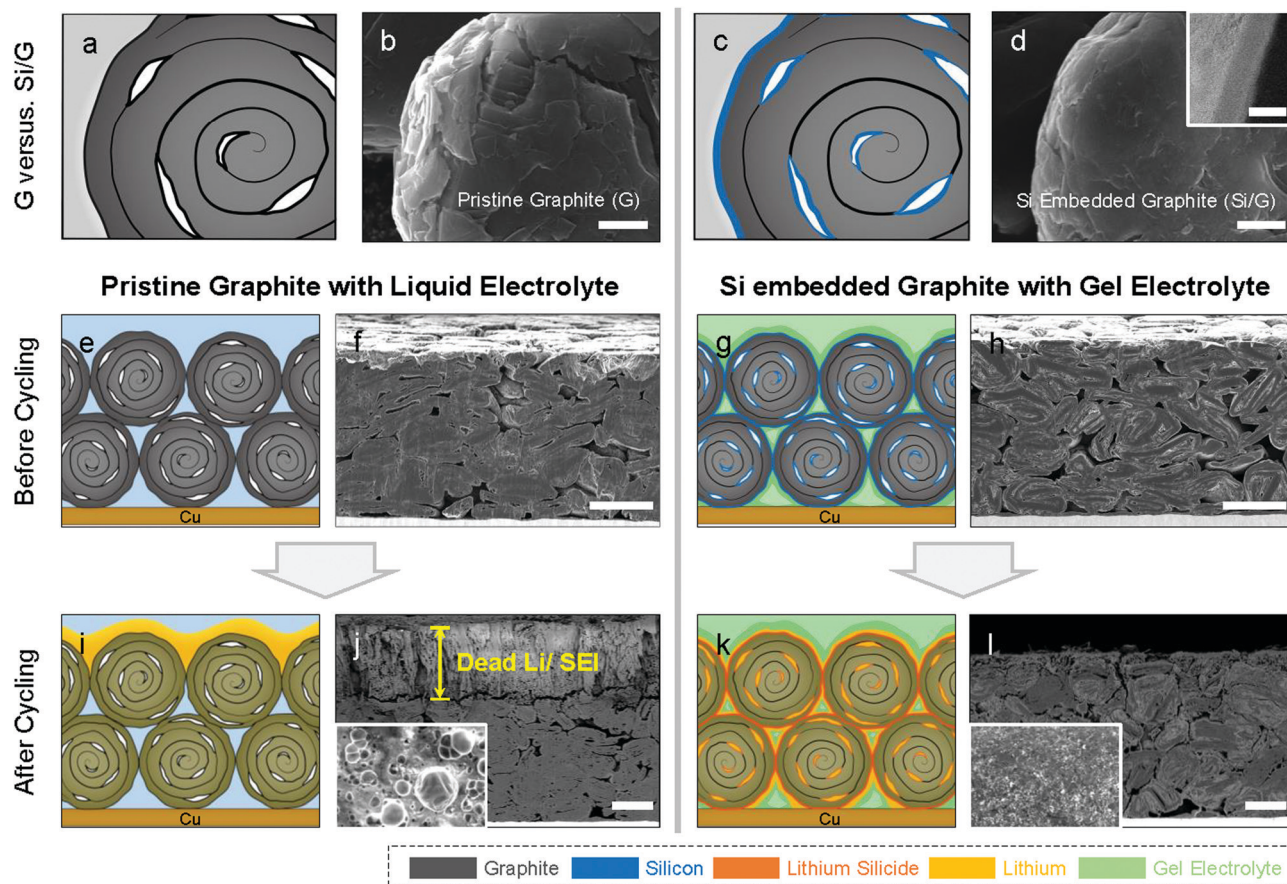 G versus. Si/G
a
b
Pristine Graphite (G)
c
d
Si Embedded Graphite (Si/G)
Pristine Graphite with Liquid Electrolyte
Si embedded Graphite with Gel Electrolyte
Before Cycling
e
Cu
f
g
Cu
h
After Cycling
i
Cu
j
Dead Li/ SEI
k
Cu
l
Graphite
Silicon
Lithium Silicide
Lithium
Gel Electrolyte